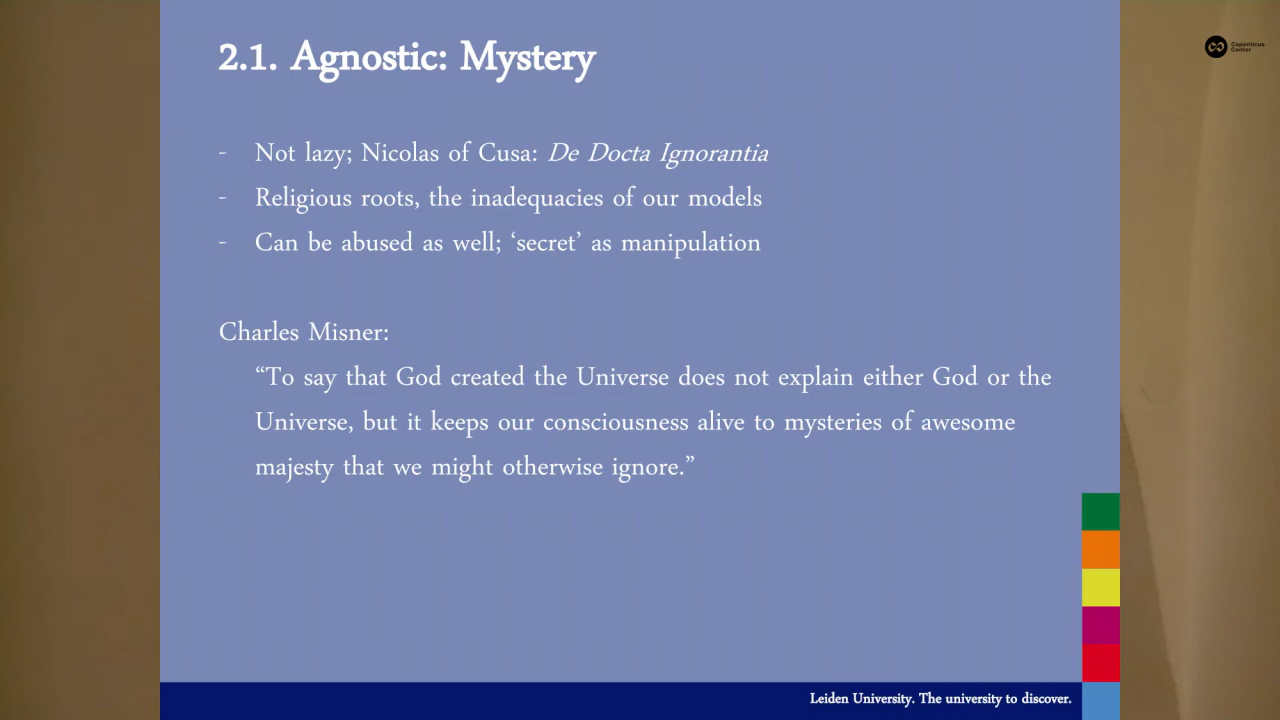 2.1. Agnostic: Mystery
- Not lazy; Nicolas of Cusa: De Docta Ignorantia
- Religious roots, the inadequacies of our models
- Can be abused as well; ‘secret’ as manipulation
Charles Misner:
“To say that God created the Universe does not explain either God or the
Universe, but it keeps our consciousness alive to mysteries of awesome
majesty that we might otherwise ignore.”
Leiden University. The university to discover.
Copernicus
Center